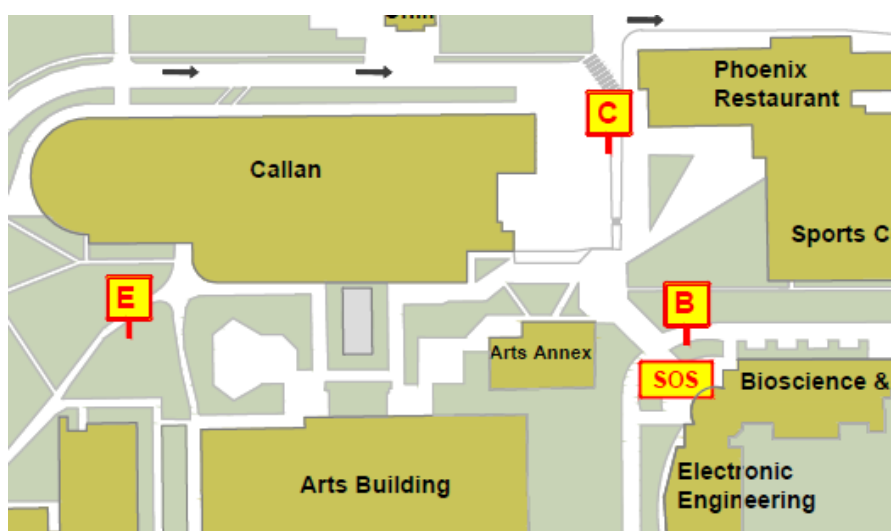 Phoenix
Restaurant
C
Callan
Sports C
E
B
Arts Annex
SOS
Bioscience &
Arts Building
Electronic
Engineering